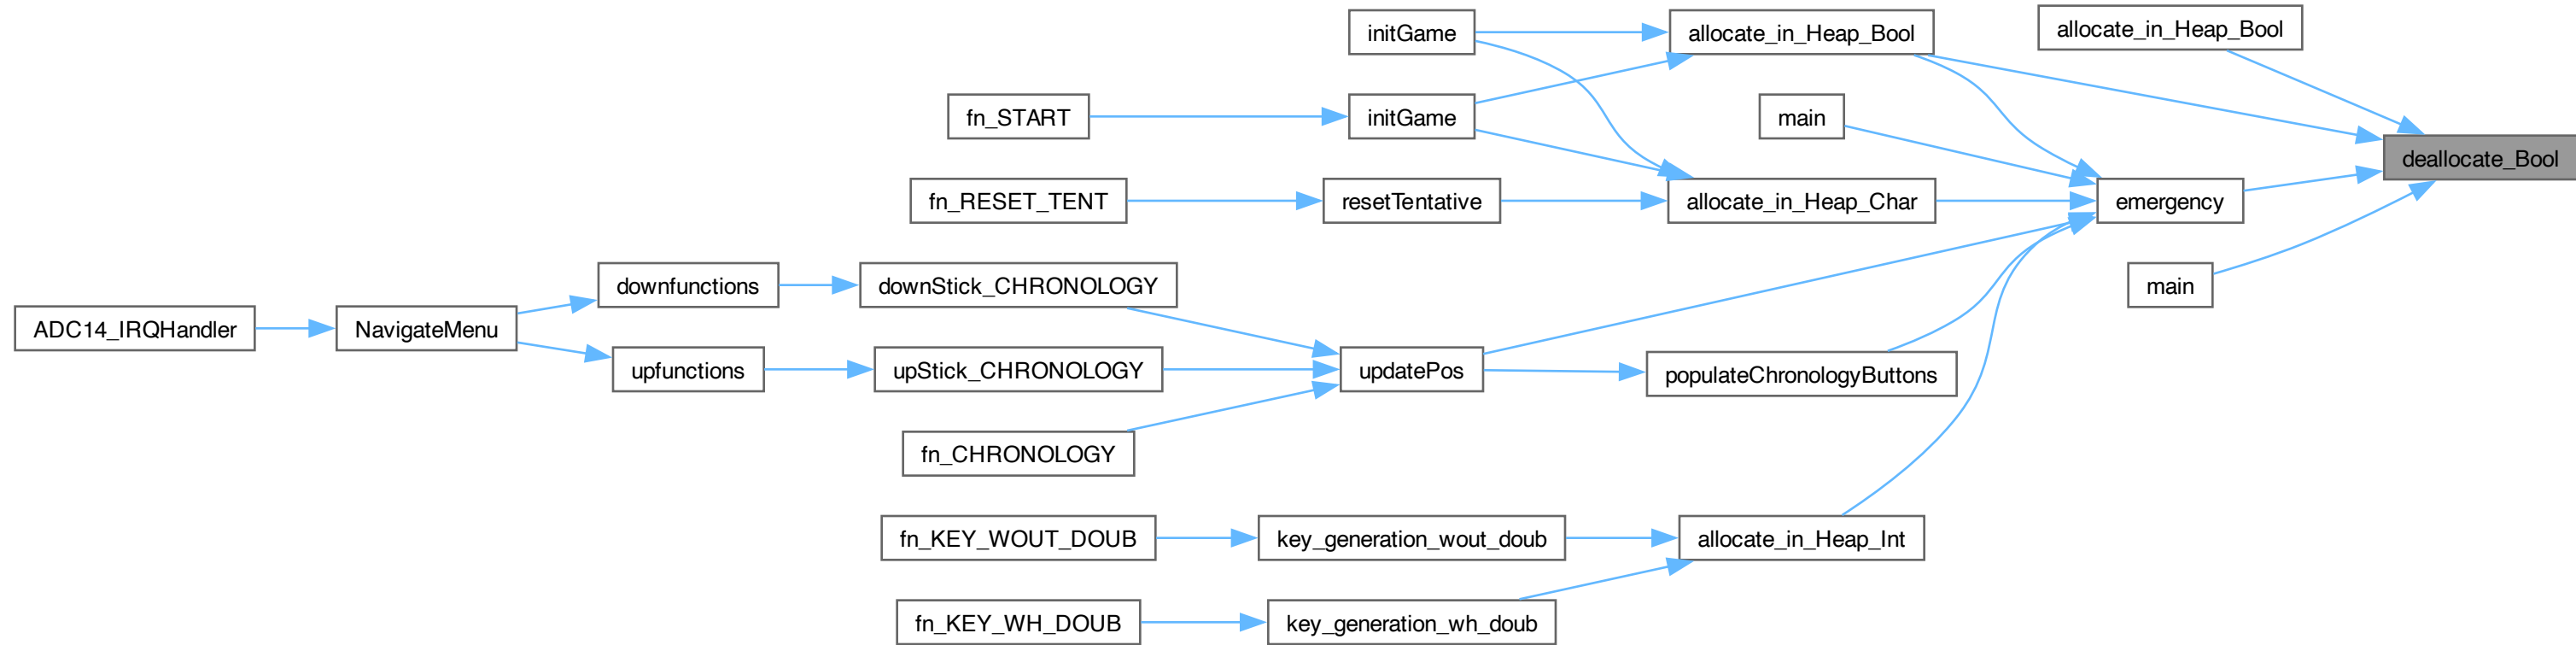 initGame
allocate_in_Heap_Bool
allocate_in_Heap_Bool
fn_START
initGame
main
deallocate_Bool
fn_RESET_TENT
resetTentative
allocate_in_Heap_Char
emergency
downfunctions
downStick_CHRONOLOGY
main
ADC14_IRQHandler
NavigateMenu
upfunctions
upStick_CHRONOLOGY
updatePos
populateChronologyButtons
fn_CHRONOLOGY
fn_KEY_WOUT_DOUB
key_generation_wout_doub
allocate_in_Heap_Int
fn_KEY_WH_DOUB
key_generation_wh_doub